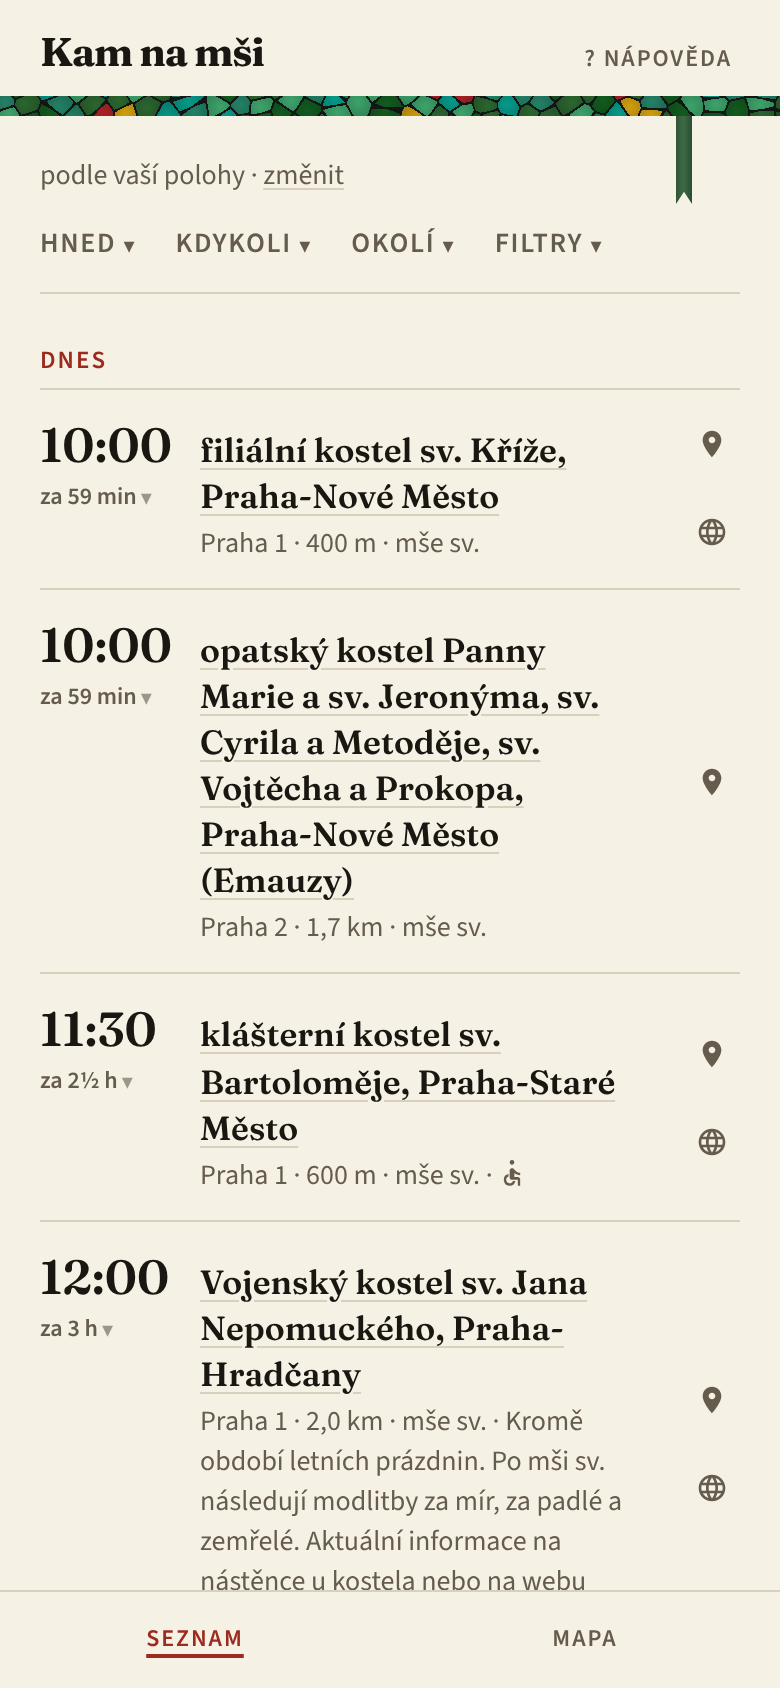 Kam na mši
? NÁPOVĚDA
podle vaší polohy · změnit
HNED ▾ KDYKOLI ▾ OKOLÍ ▾ FILTRY ▾
DNES
10:00
za 59 min ▾
filiální kostel sv. Kříže,
Praha-Nové Město
Praha 1 · 400 m · mše sv.
10:00
za 59 min ▾
opatský kostel Panny
Marie a sv. Jeronýma, sv.
Cyrila a Metoděje, sv.
Vojtěcha a Prokopa,
Praha-Nové Město
(Emauzy)
Praha 2 · 1,7 km · mše sv.
11:30
za 2½ h ▾
klášterní kostel sv.
Bartoloměje, Praha-Staré
Město
Praha 1 · 600 m · mše sv. ·
12:00
za 3 h ▾
Vojenský kostel sv. Jana
Nepomuckého, Praha-
Hradčany
Praha 1 · 2,0 km · mše sv. · Kromě
období letních prázdnin. Po mši sv.
následují modlitby za mír, za padlé a
zemřelé. Aktuální informace na
nástěnce u kostela nebo na webu
SEZNAM
MAPA